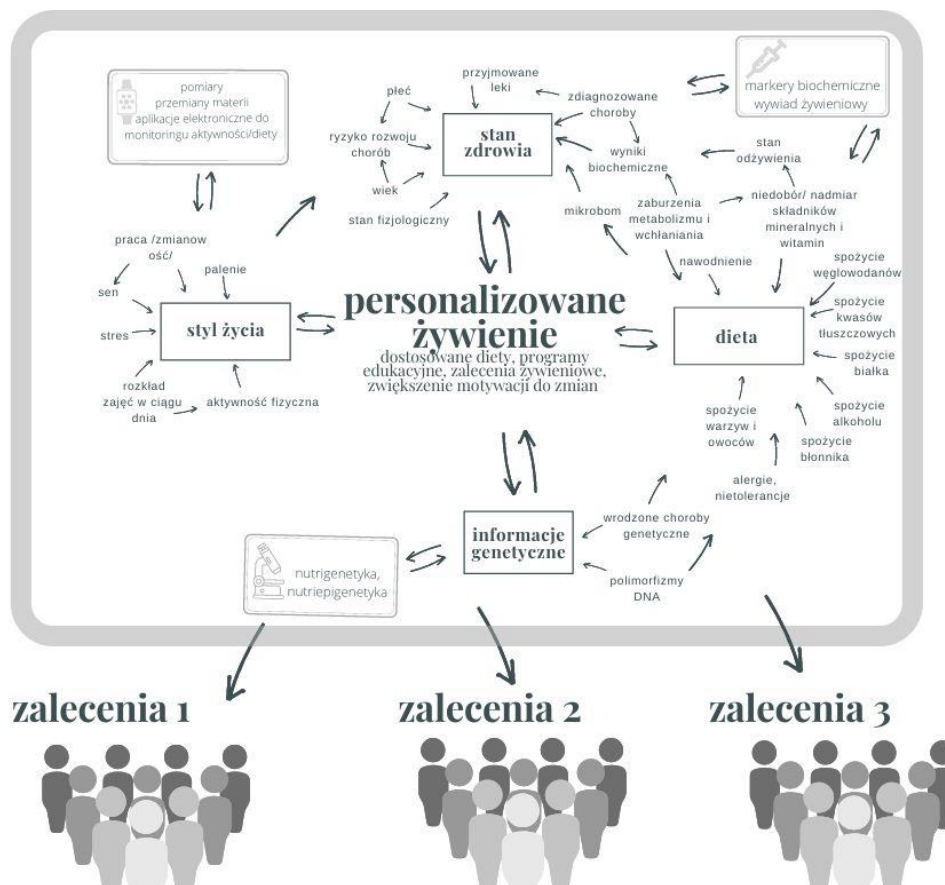 pomiary
przemiany materii
aplikacje elektroniczne do
monitoringu aktywności/diety
markery biochemiczne
wywiad żywieniowy
płeć
przyjmowane
leki
zdiagnozowane
choroby
ryzyko rozwoju
chorób
stan
zdrowia
wyniki
biochemiczne
stan
odżywienia
wiek
stan fizjologiczny
mikrobom
zaburzenia
metabolizmu i
wchłaniania
niedobór/ nadmiar
składników
mineralnych i
witamin
praca /zmianow
ość/
palenie
sen
stres
styl życia
rozkład
zajęć w ciągu
dnia
aktywność fizyczna
personalizowane
żywienie
dostosowane diety, programy
edukacyjne, zalecenia żywieniowe,
zwiększenie motywacji do zmian
nawodnienie
spożycie
węglowodanów
dieta
spożycie
kwasów
tłuszczowych
spożycie
białka
spożycie
alkoholu
spożycie
warzyw i
owoców
spożycie
błonnika
alergie,
nietolerancje
informacje
genetyczne
wrodzone choroby
genetyczne
polimorfizmy
DNA
nutrigenetyka,
nutriepigenetyka
zalecenia 1
zalecenia 2
zalecenia 3